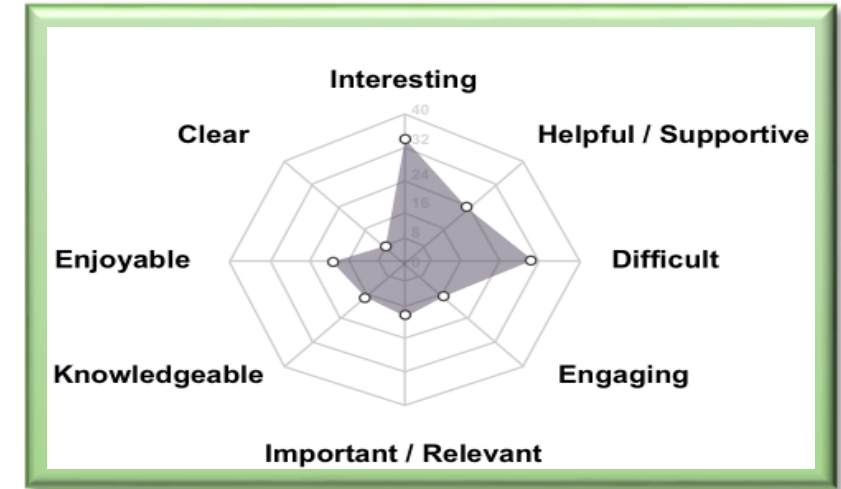 Interesting
40
Clear
32
Helpful / Supportive
24
16
8
Enjoyable
0
Difficult
Knowledgeable
Engaging
Important / Relevant